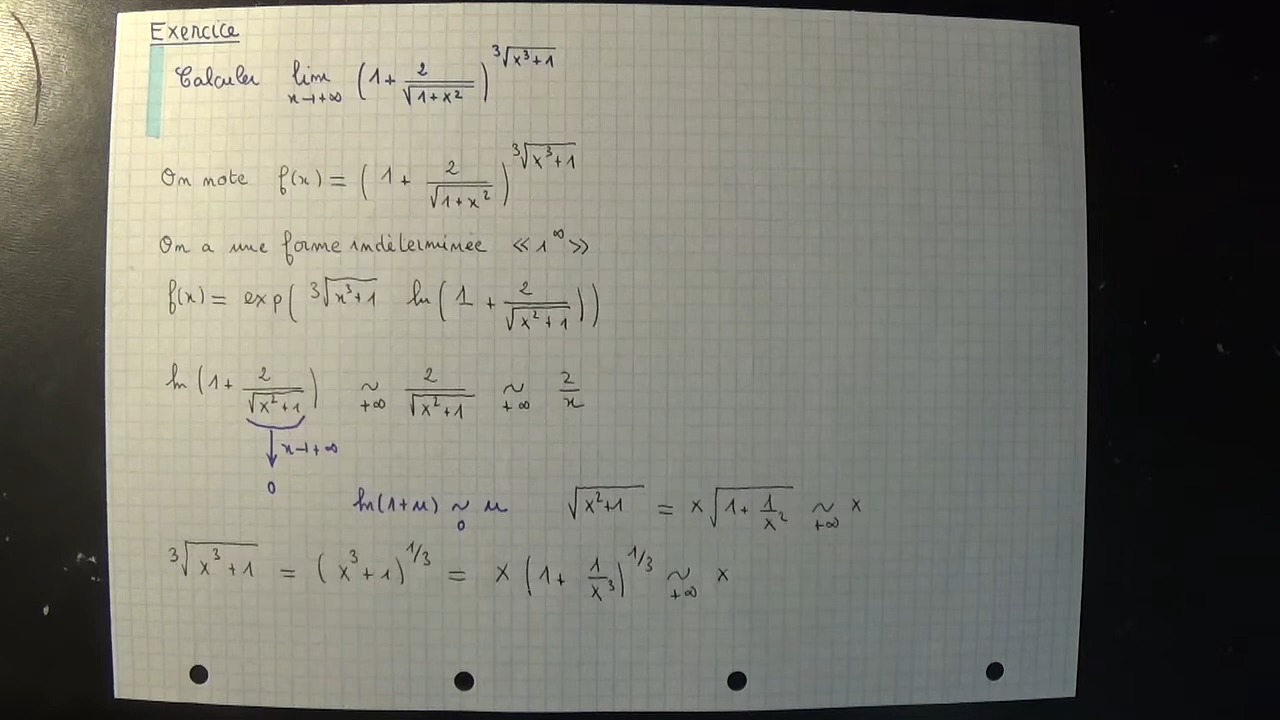 Exercice
Calculer lim x→+∞ (1 + 2/√(1+x²))^∛(x³+1)
On note f(x) = (1 + 2/√(1+x²))^∛(x³+1)
On a une forme indéterminée « 1^∞ »
f(x) = exp( ∛(x³+1) ln( 1 + 2/√(x²+1) ) )
ln(1 + 2/√(x²+1)) ~ +∞ 2/√(x²+1) ~ +∞ 2/x
x→+∞
0
ln(1+u) ~ 0 u √(x²+1) = x√(1 + 1/x²) ~ +∞ x
∛(x³+1) = (x³+1)^1/3 = x (1 + 1/x³)^1/3 ~ +∞ x